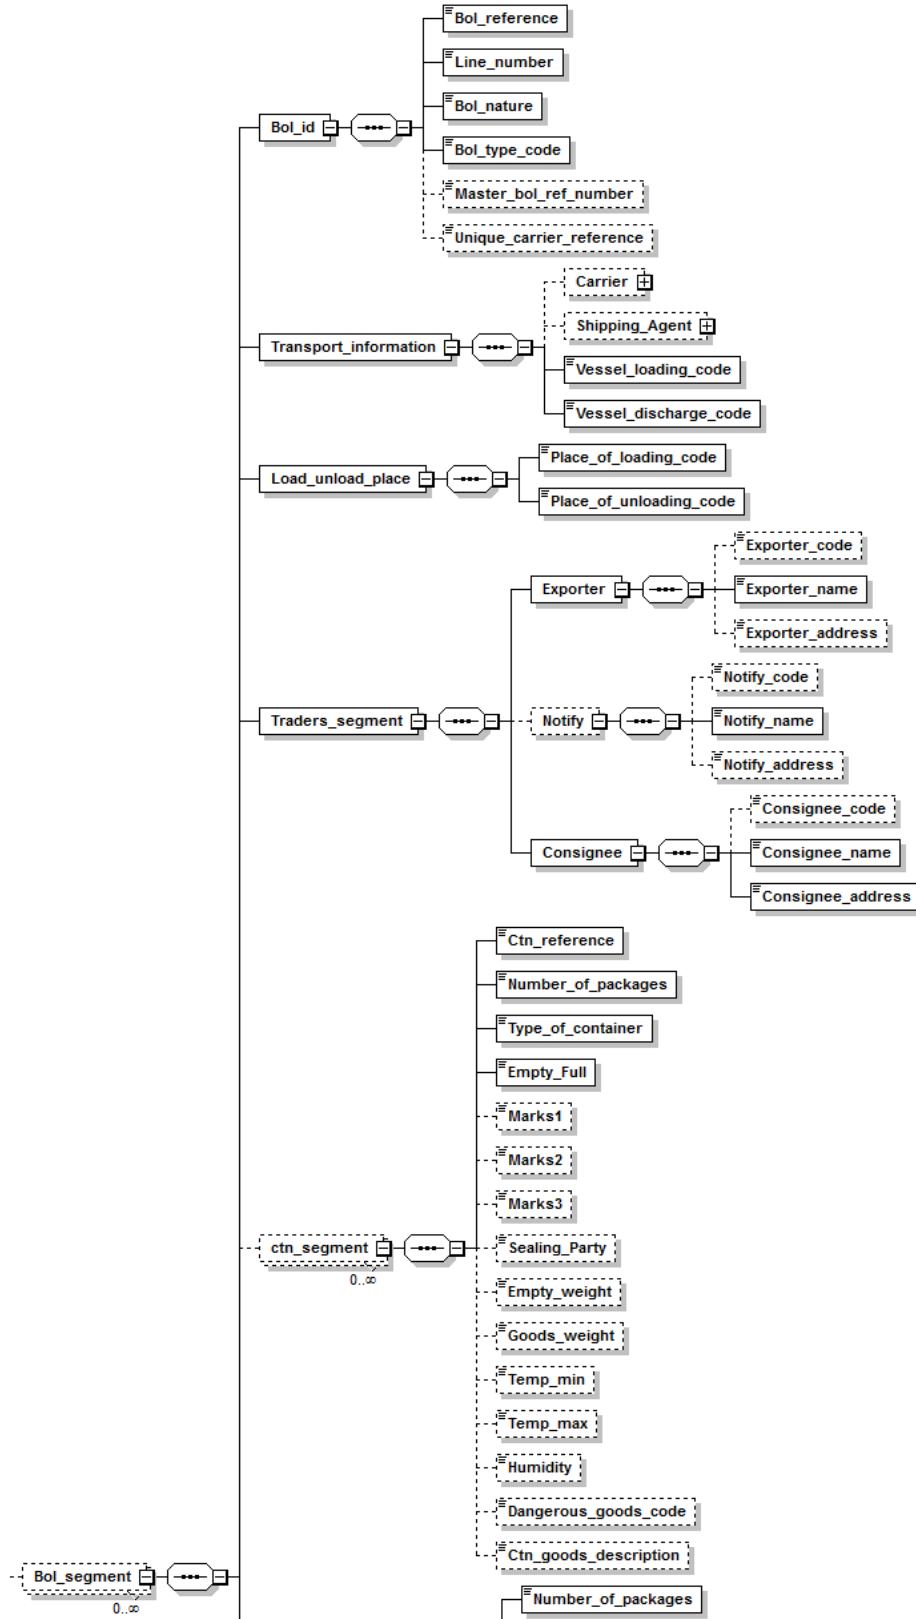 Bol_reference
Line_number
Bol_nature
Bol_id
Bol_type_code
Master_bol_ref_number
Unique_carrier_reference
Carrier
Shipping_Agent
Transport_information
Vessel_loading_code
Vessel_discharge_code
Place_of_loading_code
Load_unload_place
Place_of_unloading_code
Exporter_code
Exporter
Exporter_name
Exporter_address
Notify_code
Traders_segment
Notify
Notify_name
Notify_address
Consignee_code
Consignee
Consignee_name
Consignee_address
Ctn_reference
Number_of_packages
Type_of_container
Empty_Full
Marks1
Marks2
Marks3
ctn_segment
0..∞
Sealing_Party
Empty_weight
Goods_weight
Temp_min
Temp_max
Humidity
Dangerous_goods_code
Ctn_goods_description
Bol_segment
0..∞
Number_of_packages